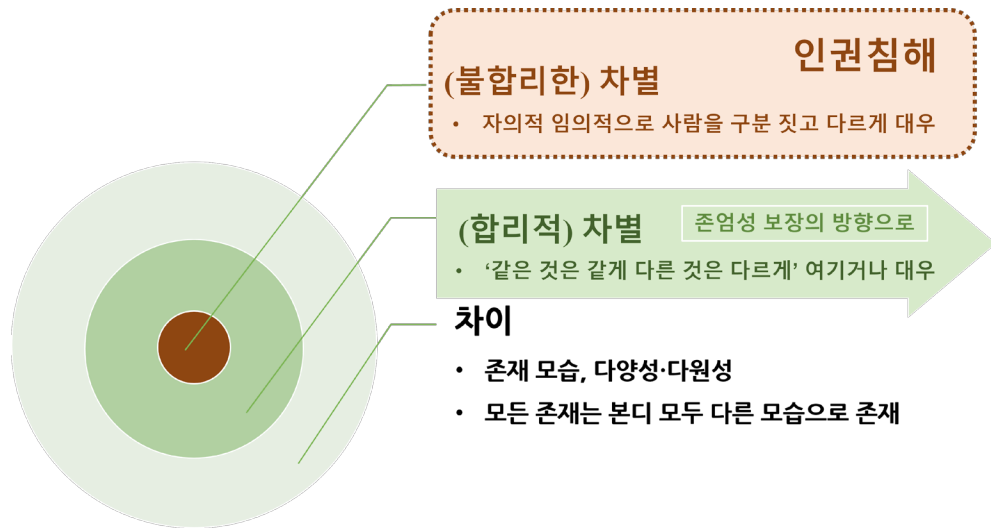 인권침해
(불합리한) 차별
• 자의적 임의적으로 사람을 구분 짓고 다르게 대우
(합리적) 차별
존엄성 보장의 방향으로
• ‘같은 것은 같게 다른 것은 다르게’ 여기거나 대우
차이
• 존재 모습, 다양성·다원성
• 모든 존재는 본디 모두 다른 모습으로 존재